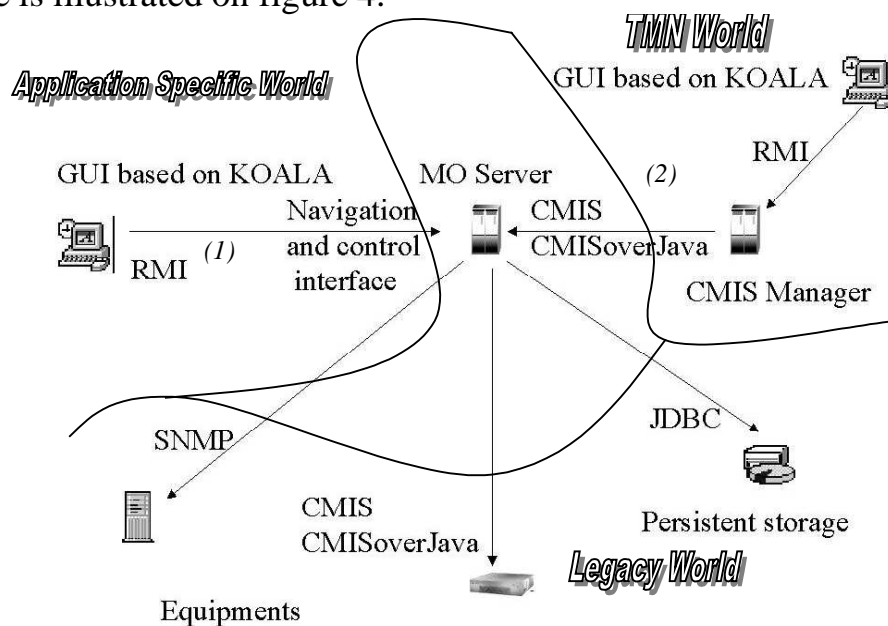 e is illustrated on figure 4.
TMN World
Application Specific World
GUI based on KOALA
RMI
GUI based on KOALA
MO Server
(2)
Navigation
and control
interface
(1)
RMI
CMIS
CMISoverJava
CMIS Manager
SNMP
JDBC
CMIS
CMISoverJava
Persistent storage
Legacy World
Equipments